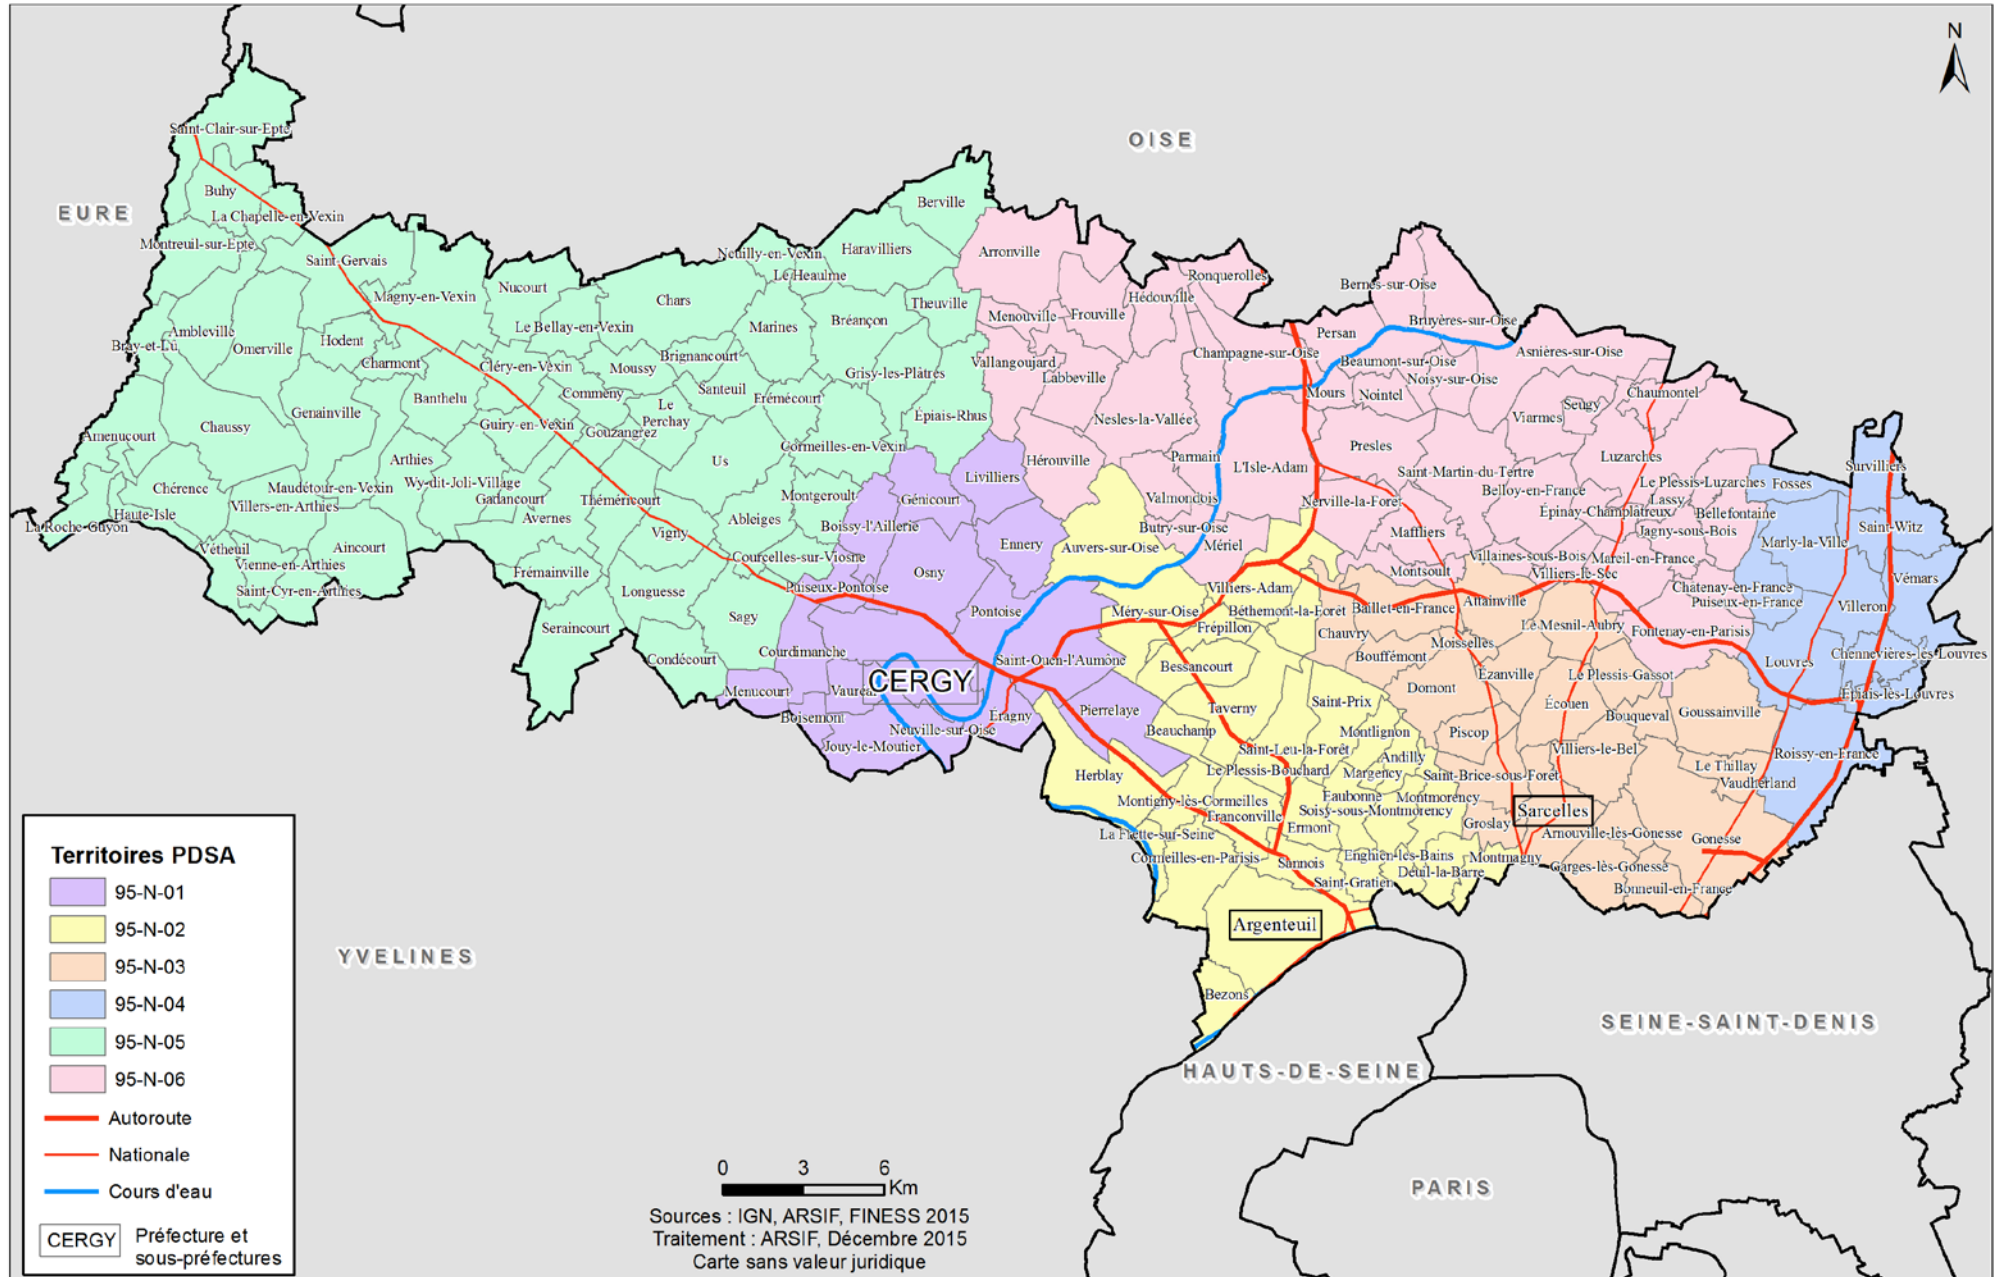 N
OISE
EURE
Saint-Clair-sur-Epte
Buhy
La Chapelle-en-Vexin
Montreuil-sur-Epte
Saint-Gervais
Berville
Neuilly-en-Vexin
Haravilliers
Arronville
Le Heaulme
Ronquerolles
Magny-en-Vexin
Nucourt
Chars
Theuville
Hédouville
Bernes-sur-Oise
Ambleville
Bray-et-Lû
Omerville
Hodent
Le Bellay-en-Vexin
Marines
Bréançon
Menouville
Frouville
Persan
Bruyères-sur-Oise
Charmont
Cléry-en-Vexin
Moussy
Brignancourt
Grisy-les-Plâtres
Vallangoujard
Labbeville
Champagne-sur-Oise
Beaumont-sur-Oise
Asnières-sur-Oise
Noisy-sur-Oise
Banthelu
Commeny
Santeuil
Frémécourt
Mours
Nointel
Chaumontel
Chaussy
Genainville
Guiry-en-Vexin
Gouzangrez
Le
Perchay
Épiais-Rhus
Nesles-la-Vallée
Viarmes
Seugy
Amenucourt
Cormeilles-en-Vexin
Us
Hérouville
Parmain
L'Isle-Adam
Presles
Luzarches
Survilliers
Arthies
Chérence
Maudétour-en-Vexin
Wy-dit-Joli-Village
Gadancourt
Théméricourt
Montgeroult
Livilliers
Génicourt
Valmondois
Saint-Martin-du-Tertre
Belloy-en-France
Le Plessis-Luzarches
Lassy
Fosses
La Roche-Guyon
Haute-Isle
Villers-en-Arthies
Avernes
Vigny
Ableiges
Boissy-l'Aillerie
Nerville-la-Foret
Épinay-Champlatreux
Bellefontaine
Butry-sur-Oise
Maffliers
Jagny-sous-Bois
Saint-Witz
Vétheuil
Aincourt
Courcelles-sur-Viosne
Ennery
Auvers-sur-Oise
Mériel
Marly-la-Ville
Vienne-en-Arthies
Frémainville
Osny
Montsoult
Villaines-sous-Bois
Mareil-en-France
Villiers-le-Sec
Saint-Cyr-en-Arthies
Longuesse
Puiseux-Pontoise
Villiers-Adam
Chatenay-en-France
Puiseux-en-France
Vémars
Villeron
Sagy
Pontoise
Méry-sur-Oise
Béthemont-la-Forêt
Baillet-en-France
Attainville
Seraincourt
Frépillon
Chauvry
Moisselles
Le Mesnil-Aubry
Fontenay-en-Parisis
Condécourt
Courdimanche
Saint-Ouen-l'Aumône
Bessancourt
Bouffémont
Louvres
Chennevières-les-Louvres
Menucourt
Vauréal
CERGY
Domont
Ézanville
Le Plessis-Gassot
Épiais-lès-Louvres
Boisemont
Éragny
Pierrelaye
Taverny
Saint-Prix
Écouen
Bouqueval
Goussainville
Jouy-le-Moutier
Neuville-sur-Oise
Beauchamp
Montlignon
Piscop
Saint-Leu-la-Forêt
Andilly
Villiers-le-Bel
Roissy-en-France
Herblay
Le Plessis-Bouchard
Margency
Saint-Brice-sous-Foret
Le Thillay
Vaudherland
Montigny-lès-Cormeilles
Eaubonne
Montmorency
Franconville
Soisy-sous-Montmorency
Sarcelles
La Frette-sur-Seine
Ermont
Groslay
Arnouville-lès-Gonesse
Gonesse
Cormeilles-en-Parisis
Sannois
Enghien-les-Bains
Montmagny
Garges-lès-Gonesse
Deuil-la-Barre
Saint-Gratien
Bonneuil-en-France
Argenteuil
Bezons
YVELINES
SEINE-SAINT-DENIS
HAUTS-DE-SEINE
PARIS
Territoires PDSA
95-N-01
95-N-02
95-N-03
95-N-04
95-N-05
95-N-06
Autoroute
Nationale
Cours d'eau
CERGY
Préfecture et
sous-préfectures
0 3 6
Km
Sources : IGN, ARSIF, FINESS 2015
Traitement : ARSIF, Décembre 2015
Carte sans valeur juridique